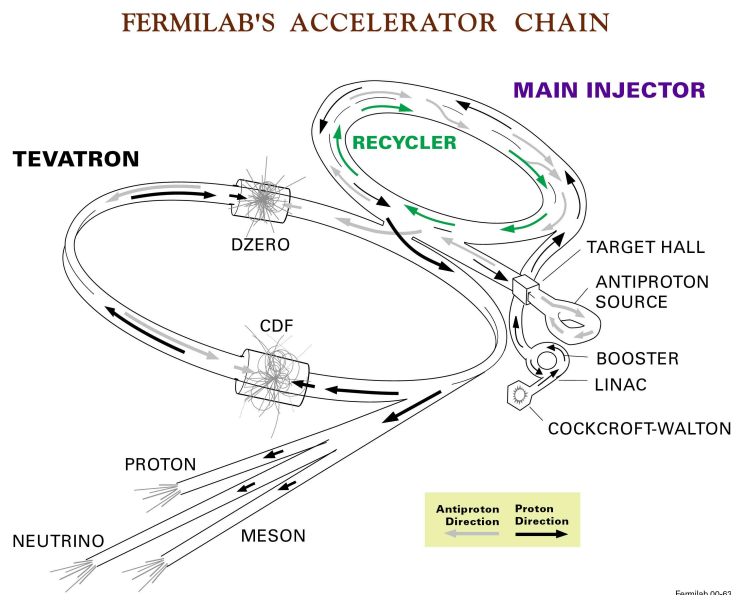 FERMILAB'S ACCELERATOR CHAIN
MAIN INJECTOR
RECYCLER
TEVATRON
DZERO
TARGET HALL
ANTIPROTON
SOURCE
CDF
BOOSTER
LINAC
COCKCROFT-WALTON
PROTON
NEUTRINO
MESON
Antiproton
Direction
Proton
Direction